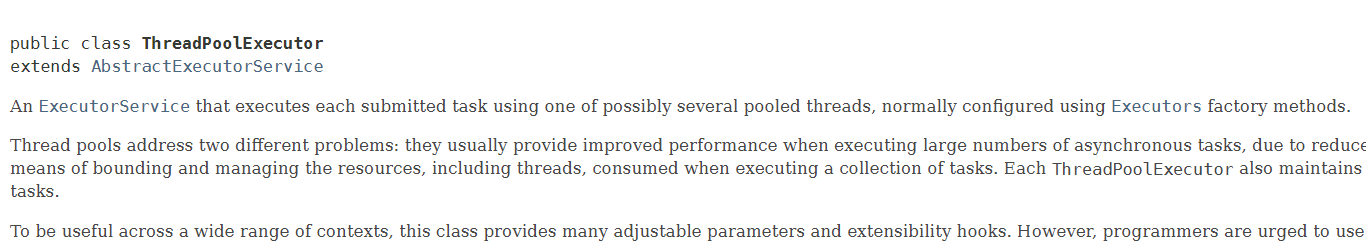 public class ThreadPoolExecutor
extends AbstractExecutorService
An ExecutorService that executes each submitted task using one of possibly several pooled threads, normally configured using Executors factory methods.
Thread pools address two different problems: they usually provide improved performance when executing large numbers of asynchronous tasks, due to reduce
means of bounding and managing the resources, including threads, consumed when executing a collection of tasks. Each ThreadPoolExecutor also maintains
tasks.
To be useful across a wide range of contexts, this class provides many adjustable parameters and extensibility hooks. However, programmers are urged to use